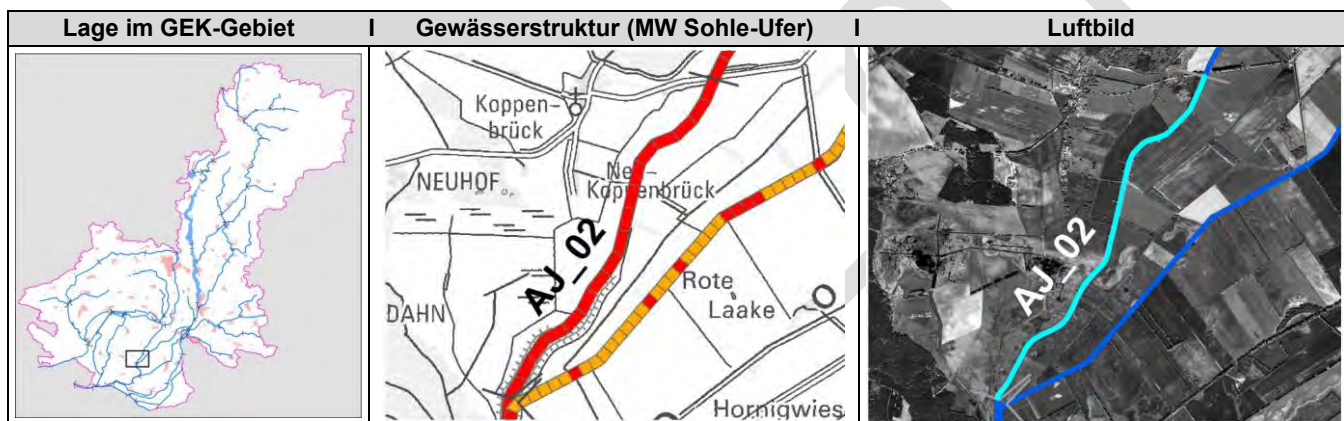 Lage im GEK-Gebiet I Gewässerstruktur (MW Sohle-Ufer) I Luftbild
Koppen-
brück
NEUHOF
Neu-
Koppenbrück
AJ_02
Rote
Laake
DAHN
Hornigwies
AJ_02